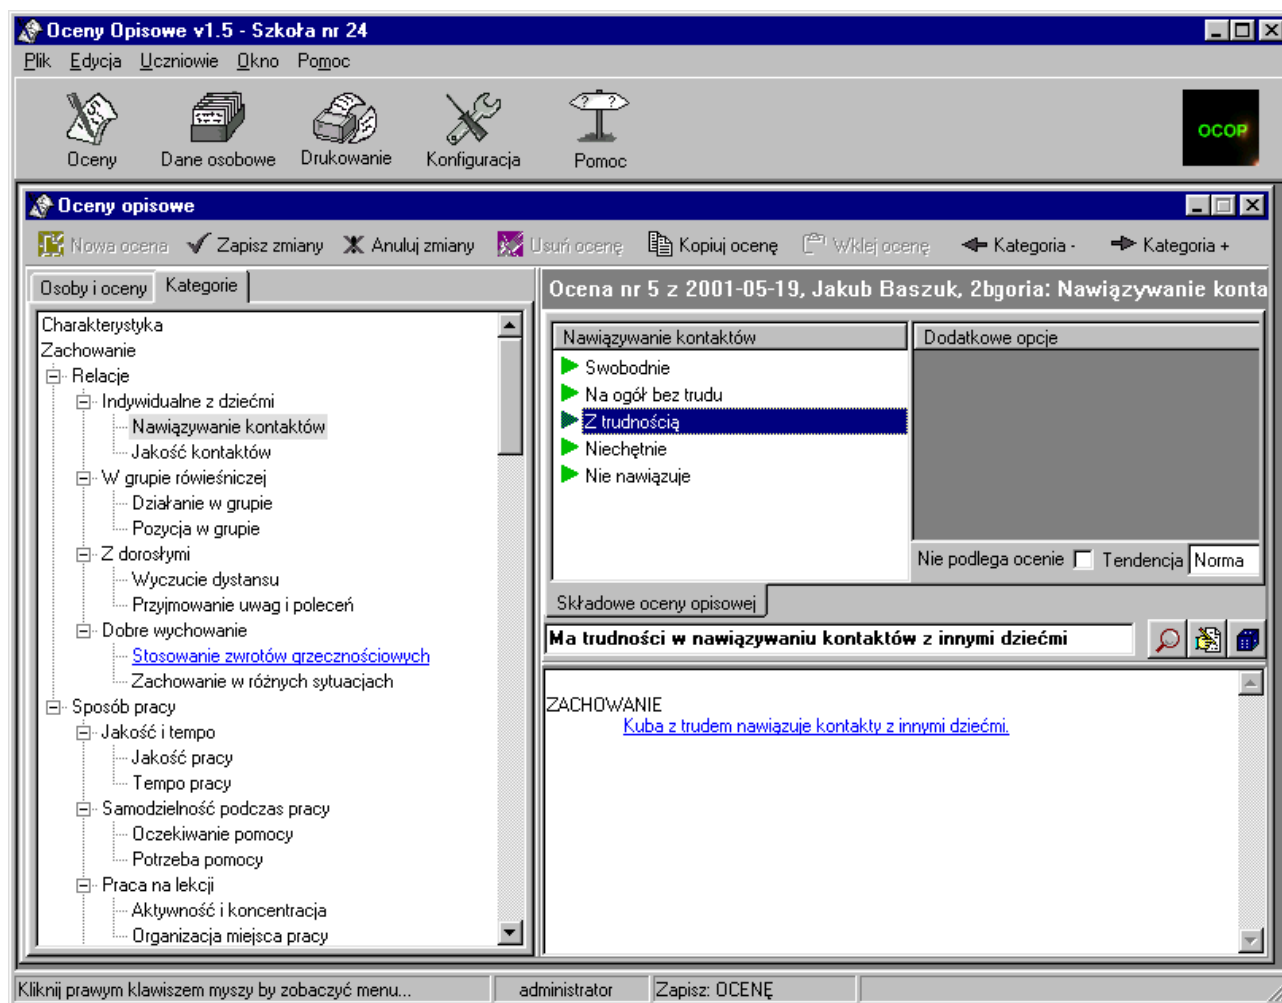 Oceny Opisowe v1.5 - Szkoła nr 24
Plik Edycja Uczniowie Okno Pomoc
Oceny Dane osobowe Drukowanie Konfiguracja Pomoc
OCOP
Oceny opisowe
Nowa ocena Zapisz zmiany Anuluj zmiany Usuń ocenę Kopiuj ocenę Wklej ocenę Kategoria - Kategoria +
Osoby i oceny Kategorie
Charakterystyka
Zachowanie
Relacje
Indywidualne z dziećmi
Nawiązywanie kontaktów
Jakość kontaktów
W grupie rówieśniczej
Działanie w grupie
Pozycja w grupie
Z dorosłymi
Wyczucie dystansu
Przyjmowanie uwag i poleceń
Dobre wychowanie
Stosowanie zwrotów grzecznościowych
Zachowanie w różnych sytuacjach
Sposób pracy
Jakość i tempo
Jakość pracy
Tempo pracy
Samodzielność podczas pracy
Oczekiwanie pomocy
Potrzeba pomocy
Praca na lekcji
Aktywność i koncentracja
Organizacja miejsca pracy
Ocena nr 5 z 2001-05-19, Jakub Baszuk, 2bgoria: Nawiązywanie konta
Nawiązywanie kontaktów Dodatkowe opcje
Swobodnie
Na ogół bez trudu
Z trudnością
Niechętnie
Nie nawiązuje
Nie podlega ocenie Tendencja Norma
Składowe oceny opisowej
Ma trudności w nawiązywaniu kontaktów z innymi dziećmi
ZACHOWANIE
Kuba z trudem nawiązuje kontakty z innymi dziećmi.
Kliknij prawym klawiszem myszy by zobaczyć menu... administrator Zapisz: OCENĘ